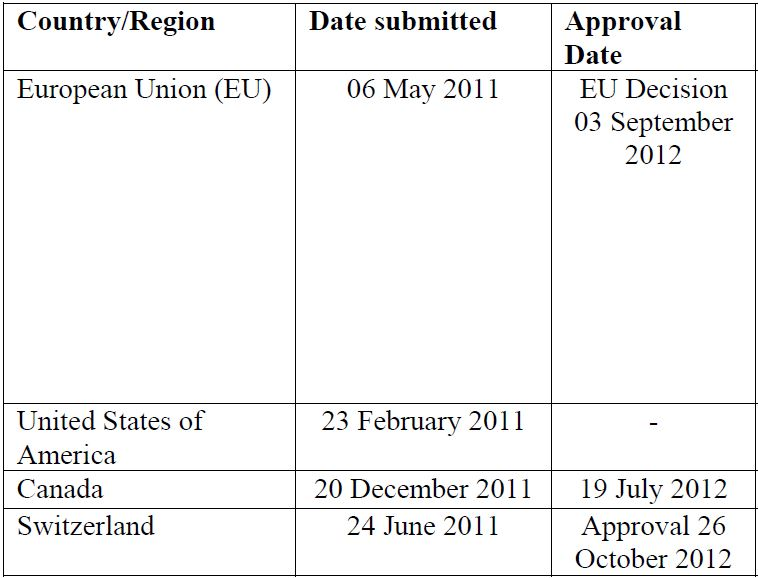 Country/Region Date submitted Approval
Date
European Union (EU) 06 May 2011 EU Decision
03 September
2012
United States of 23 February 2011 -
America
Canada 20 December 2011 19 July 2012
Switzerland 24 June 2011 Approval 26
October 2012